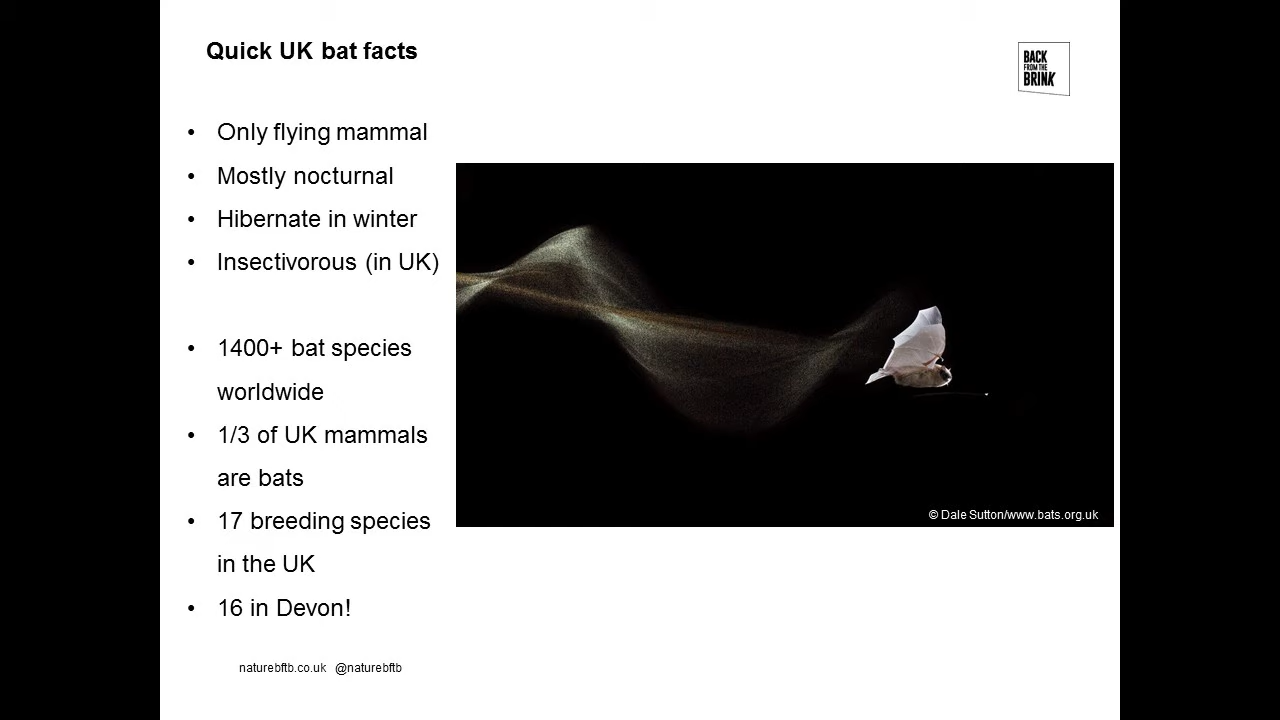 Quick UK bat facts
BACK
FROM THE
BRINK
• Only flying mammal
• Mostly nocturnal
• Hibernate in winter
• Insectivorous (in UK)
• 1400+ bat species
worldwide
• 1/3 of UK mammals
are bats
• 17 breeding species
in the UK
• 16 in Devon!
© Dale Sutton/www.bats.org.uk
naturebftb.co.uk @naturebftb